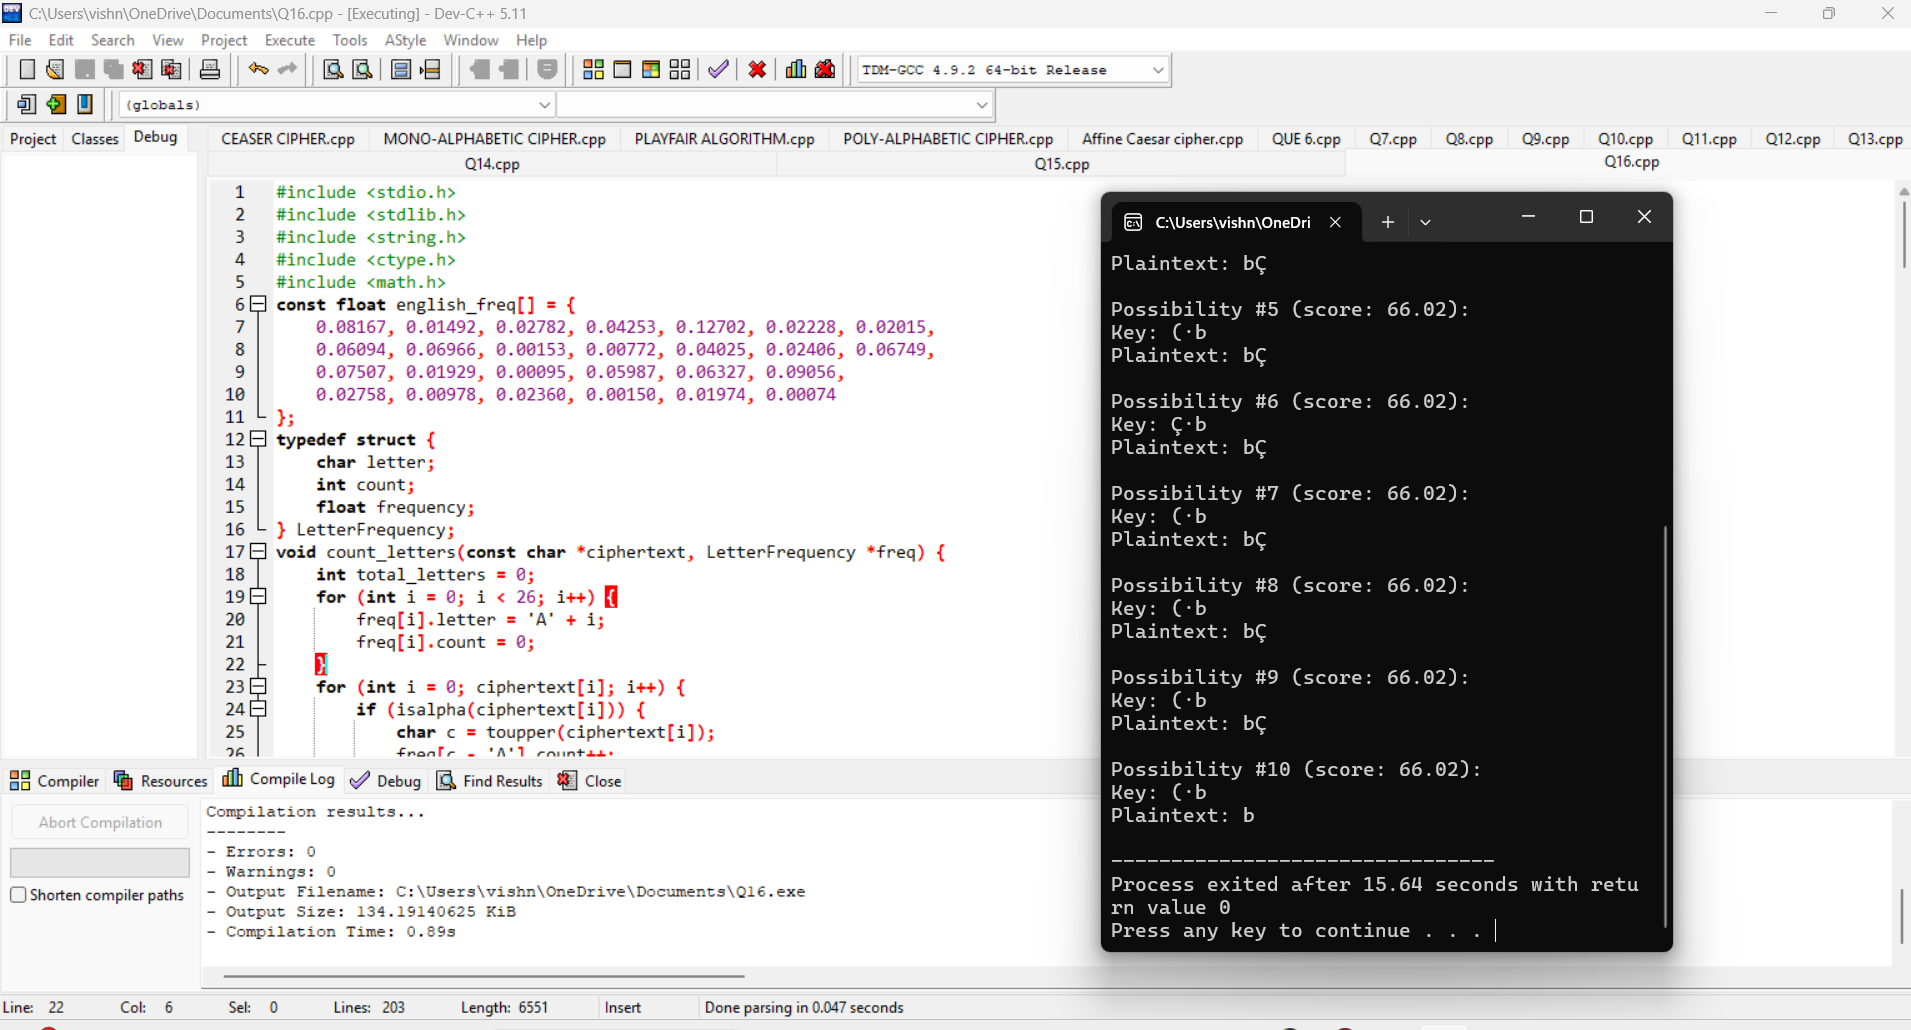 C:\Users\vishn\OneDrive\Documents\Q16.cpp - [Executing] - Dev-C++ 5.11
File Edit Search View Project Execute Tools AStyle Window Help
TDM-GCC 4.9.2 64-bit Release
(globals)
Project Classes Debug
CEASER CIPHER.cpp MONO-ALPHABETIC CIPHER.cpp PLAYFAIR ALGORITHM.cpp POLY-ALPHABETIC CIPHER.cpp Affine Caesar cipher.cpp QUE 6.cpp Q7.cpp Q8.cpp Q9.cpp Q10.cpp Q11.cpp Q12.cpp Q13.cpp
Q14.cpp Q15.cpp Q16.cpp
1 #include <stdio.h>
2 #include <stdlib.h>
3 #include <string.h>
4 #include <ctype.h>
5 #include <math.h>
6 const float english_freq[] = {
7 0.08167, 0.01492, 0.02782, 0.04253, 0.12702, 0.02228, 0.02015,
8 0.06094, 0.06966, 0.00153, 0.00772, 0.04025, 0.02406, 0.06749,
9 0.07507, 0.01929, 0.00095, 0.05987, 0.06327, 0.09056,
10 0.02758, 0.00978, 0.02360, 0.00150, 0.01974, 0.00074
11 };
12 typedef struct {
13 char letter;
14 int count;
15 float frequency;
16 } LetterFrequency;
17 void count_letters(const char *ciphertext, LetterFrequency *freq) {
18 int total_letters = 0;
19 for (int i = 0; i < 26; i++) {
20 freq[i].letter = 'A' + i;
21 freq[i].count = 0;
22 }
23 for (int i = 0; ciphertext[i]; i++) {
24 if (isalpha(ciphertext[i])) {
25 char c = toupper(ciphertext[i]);
26 freq[c - 'A'].count++;
C:\Users\vishn\OneDri
Plaintext: bÇ
Possibility #5 (score: 66.02):
Key: (·b
Plaintext: bÇ
Possibility #6 (score: 66.02):
Key: Ç·b
Plaintext: bÇ
Possibility #7 (score: 66.02):
Key: (·b
Plaintext: bÇ
Possibility #8 (score: 66.02):
Key: (·b
Plaintext: bÇ
Possibility #9 (score: 66.02):
Key: (·b
Plaintext: bÇ
Possibility #10 (score: 66.02):
Key: (·b
Plaintext: b
--------------------------------
Process exited after 15.64 seconds with retu
rn value 0
Press any key to continue . . .
Compiler Resources Compile Log Debug Find Results Close
Abort Compilation
Shorten compiler paths
Compilation results...
--------
- Errors: 0
- Warnings: 0
- Output Filename: C:\Users\vishn\OneDrive\Documents\Q16.exe
- Output Size: 134.19140625 KiB
- Compilation Time: 0.89s
Line: 22 Col: 6 Sel: 0 Lines: 203 Length: 6551 Insert Done parsing in 0.047 seconds